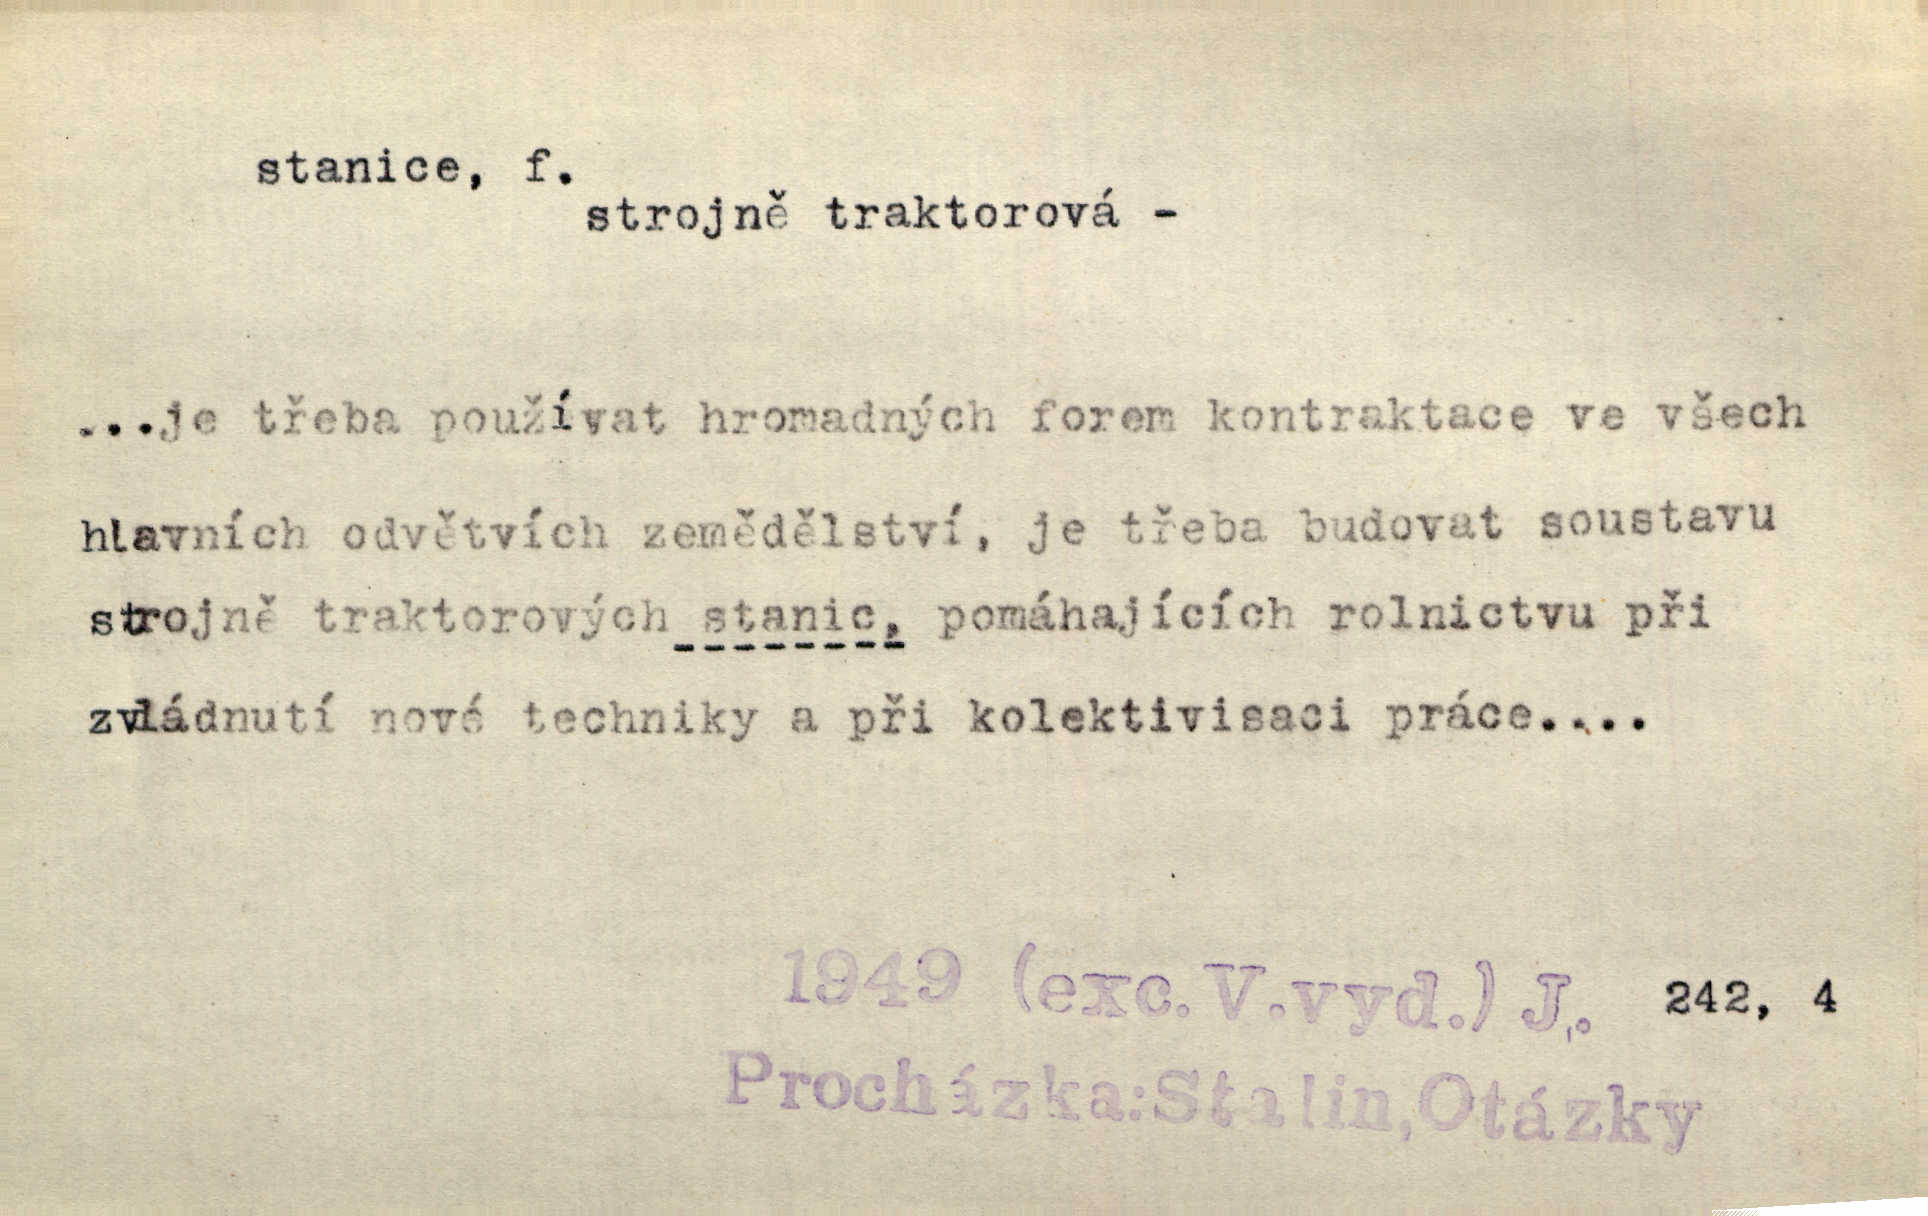 stanice, f.
strojně traktorová -
...je třeba používat hromadných forem kontraktace ve všech
hlavních odvětvích zemědělství, je třeba budovat soustavu
strojně traktorových stanic, pomáhajících rolnictvu při
zvládnutí nové techniky a při kolektivisaci práce....
1949 (exc. V.vyd.) J. 242, 4
Procházka:Stalin,Otázky